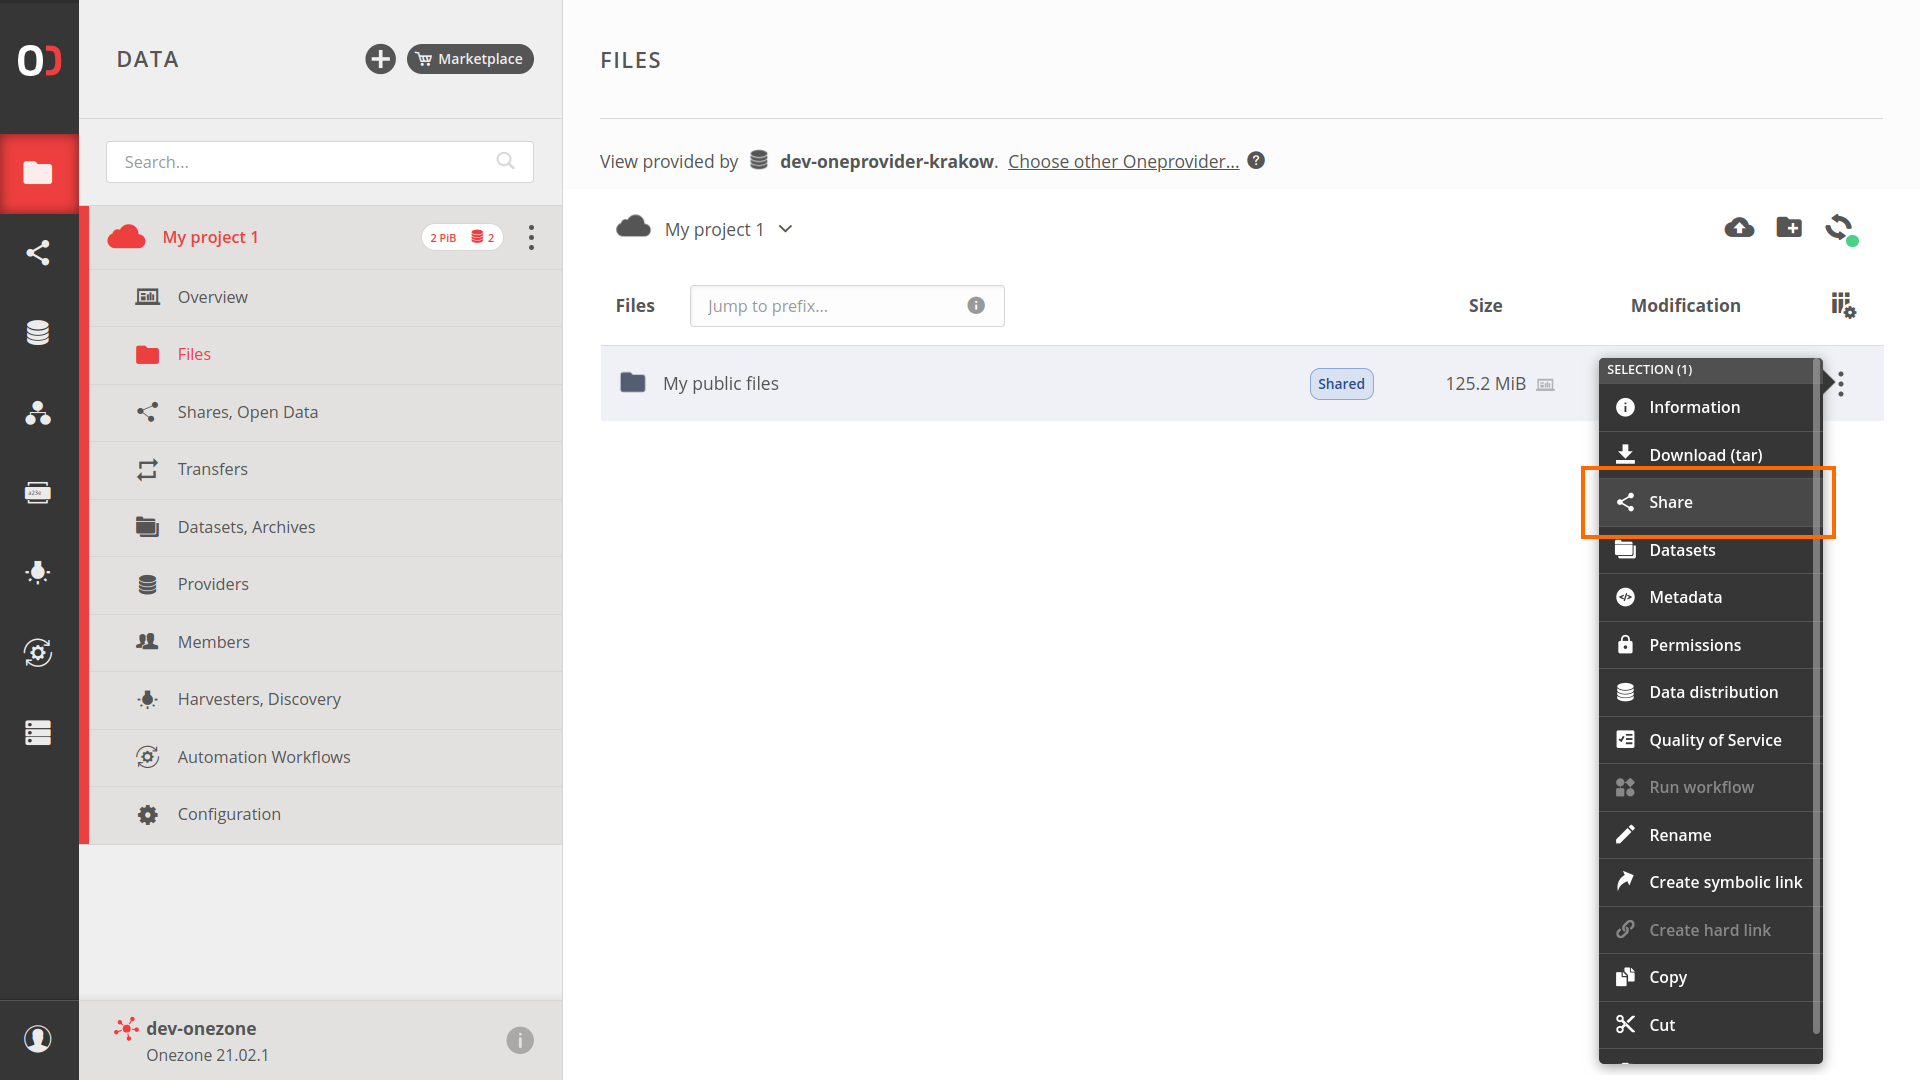 DATA
Marketplace
Search...
My project 1
2 PiB
2
Overview
Files
Shares, Open Data
Transfers
Datasets, Archives
Providers
Members
Harvesters, Discovery
Automation Workflows
Configuration
dev-onezone
Onezone 21.02.1
FILES
View provided by dev-oneprovider-krakow. Choose other Oneprovider...
My project 1
Files
Jump to prefix...
Size
Modification
My public files
Shared
125.2 MiB
SELECTION (1)
Information
Download (tar)
Share
Datasets
Metadata
Permissions
Data distribution
Quality of Service
Run workflow
Rename
Create symbolic link
Create hard link
Copy
Cut